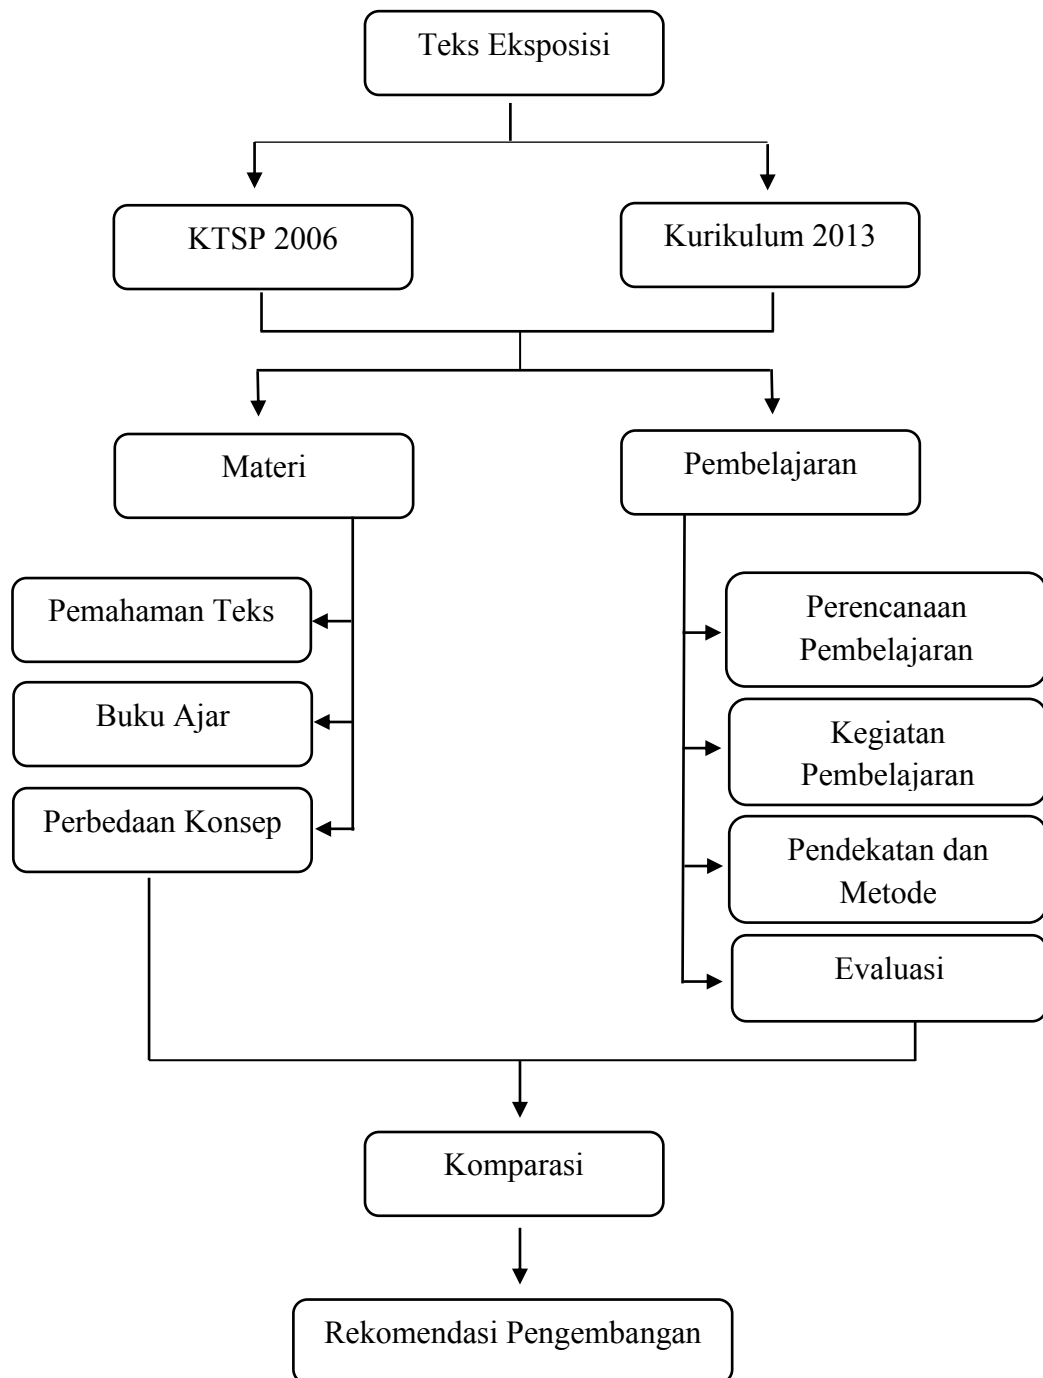 Teks Eksposisi
KTSP 2006
Kurikulum 2013
Materi
Pembelajaran
Pemahaman Teks
Buku Ajar
Perbedaan Konsep
Perencanaan
Pembelajaran
Kegiatan
Pembelajaran
Pendekatan dan
Metode
Evaluasi
Komparasi
Rekomendasi Pengembangan